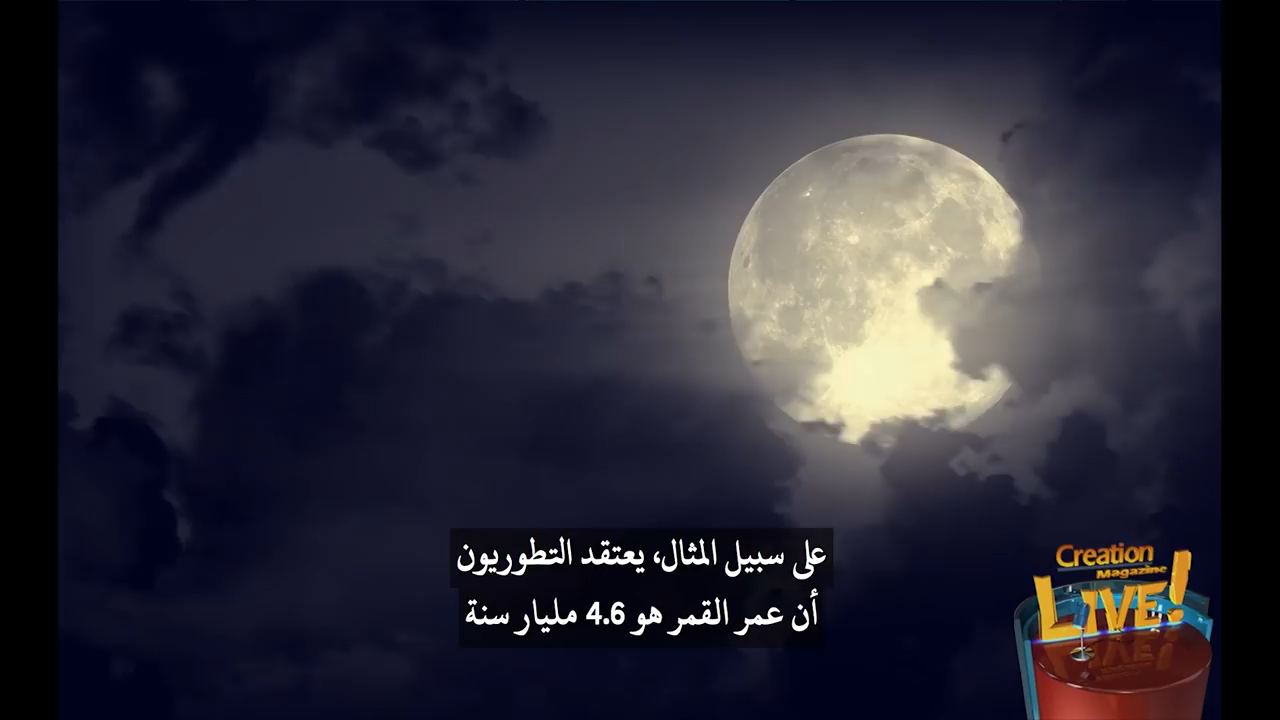 على سبيل المثال، يعتقد التطوريون
أن عمر القمر هو 4.6 مليار سنة
Creation
Magazine
LIVE!